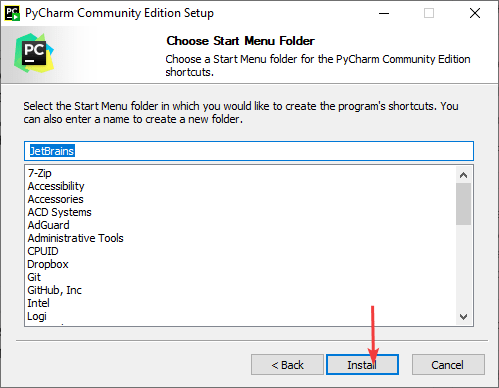 PyCharm Community Edition Setup
PC
Choose Start Menu Folder
Choose a Start Menu folder for the PyCharm Community Edition
shortcuts.
Select the Start Menu folder in which you would like to create the program's shortcuts. You
can also enter a name to create a new folder.
JetBrains
7-Zip
Accessibility
Accessories
ACD Systems
AdGuard
Administrative Tools
CPUID
Dropbox
Git
GitHub, Inc
Intel
Logi
< Back
Install
Cancel